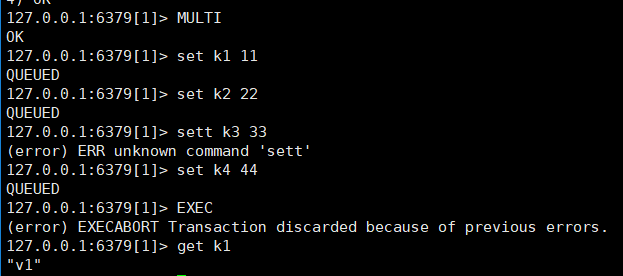 4) OK
127.0.0.1:6379[1]> MULTI
OK
127.0.0.1:6379[1]> set k1 11
QUEUED
127.0.0.1:6379[1]> set k2 22
QUEUED
127.0.0.1:6379[1]> sett k3 33
(error) ERR unknown command 'sett'
127.0.0.1:6379[1]> set k4 44
QUEUED
127.0.0.1:6379[1]> EXEC
(error) EXECABORT Transaction discarded because of previous errors.
127.0.0.1:6379[1]> get k1
"v1"